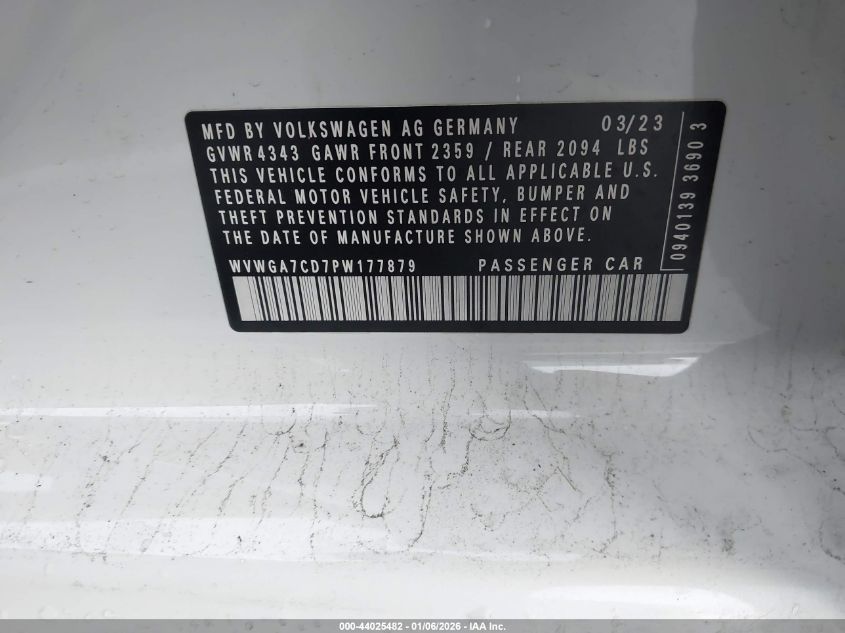 MFD BY VOLKSWAGEN AG GERMANY 03/23
GVWR 4343 GAWR FRONT 2359 / REAR 2094 LBS
THIS VEHICLE CONFORMS TO ALL APPLICABLE U.S.
FEDERAL MOTOR VEHICLE SAFETY, BUMPER AND
THEFT PREVENTION STANDARDS IN EFFECT ON
THE DATE OF MANUFACTURE SHOWN ABOVE.
WVWGA7CD7PW177879 PASSENGER CAR
0940139 3690 3
000-44025482 - 01/06/2026 - IAA Inc.